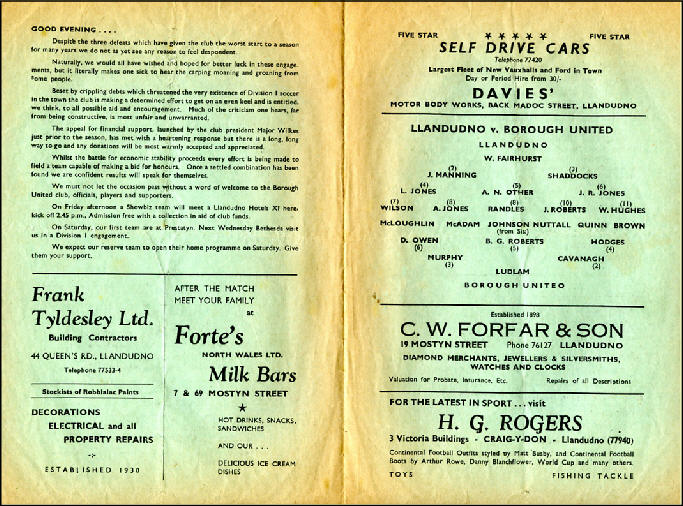 GOOD EVENING . . . .
Despite the three defeats which have given the club the worst start to a season
for many years we do not as yet see any reason to feel despondent.
Naturally, we would all have wished and hoped for better luck in these engage-
ments, but it literally makes one sick to hear the carping moaning and groaning from
some people.
Beset by crippling debts which threatened the very existence of Division I soccer
in the town the club is making a determined effort to get on an even keel and is entitled,
we think, to all possible aid and encouragement. Much of the criticism one hears, far
from being constructive, is most unfair and unwarranted.
The appeal for financial support, launched by the club president Major Wilkes
just prior to the season, has met with a heartening response but there is a long, long
way to go and any donations will be most warmly accepted and appreciated.
Whilst the battle for economic stability proceeds every effort is being made to
field a team capable of making a bid for honours. Once a settled combination has been
found we are confident results will speak for themselves.
We must not let the occasion pass without a word of welcome to the Borough
United club, officials, players and supporters.
On Friday afternoon a Showbiz team will meet a Llandudno Hotels XI here,
kick off 2.45 p.m. Admission free with a collection in aid of club funds.
On Saturday, our first team are at Prestatyn. Next Wednesday Bethesda visit
us in a Division I engagement.
We expect our reserve team to open their home programme on Saturday. Give
them your support.
Frank
Tyldesley Ltd.
Building Contractors
44 QUEEN'S RD., LLANDUDNO
Telephone 77533-4
Stockists of Robbialac Paints
DECORATIONS
ELECTRICAL and all
PROPERTY REPAIRS
ESTABLISHED 1930
AFTER THE MATCH
MEET YOUR FAMILY
at
Forte's
NORTH WALES LTD.
Milk Bars
7 & 69 MOSTYN STREET
★
HOT DRINKS, SNACKS,
SANDWICHES
AND OUR . . .
DELICIOUS ICE CREAM
DISHES
FIVE STAR ★ ★ ★ ★ ★ FIVE STAR
SELF DRIVE CARS
Telephone 77420
Largest Fleet of New Vauxhalls and Ford in Town
Day or Period Hire from 30/-
DAVIES'
MOTOR BODY WORKS, BACK MADOC STREET, LLANDUDNO
LLANDUDNO v. BOROUGH UNITED
LLANDUDNO
W. FAIRHURST
(3) (2)
J. MANNING SHADDOCKS
(4) (5) (6)
L. JONES A. N. OTHER J. R. JONES
(7) (8) (8) (10) (11)
WILSON A. JONES RANDLES J. ROBERTS W. HUGHES
McLOUGHLIN McADAM JOHNSON NUTTALL QUINN BROWN
(from Six)
D. OWEN B. G. ROBERTS HODGES
(6) (5) (4)
MURPHY CAVANAGH
(3) (2)
LUDLAM
BOROUGH UNITED
Established 1898
C. W. FORFAR & SON
19 MOSTYN STREET Phone 76127 LLANDUDNO
DIAMOND MERCHANTS, JEWELLERS & SILVERSMITHS,
WATCHES AND CLOCKS
Valuation for Probate, Insurance, Etc. Repairs of all Descriptions
FOR THE LATEST IN SPORT . . . visit
H. G. ROGERS
3 Victoria Buildings - CRAIG-Y-DON - Llandudno (77940)
Continental Football Outfits styled by Matt Busby, and Continental Football
Boots by Arthur Rowe, Danny Blanchflower, World Cup and many others.
TOYS FISHING TACKLE